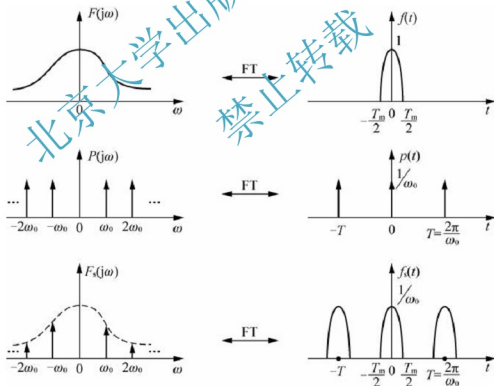 F(jω)
f(t)
1
FT
0
ω
-Tm/2 0 Tm/2
t
P(jω)
p(t)
1/ω0
FT
... ...
-2ω0 -ω0 0 ω0 2ω0 ω
-T 0 T=2π/ω0 t
Fs(jω)
fs(t)
1/ω0
FT
... ...
-2ω0 -ω0 0 ω0 2ω0 ω
-T -Tm/2 0 Tm/2 T=2π/ω0 t
北京大学出版
禁止转载